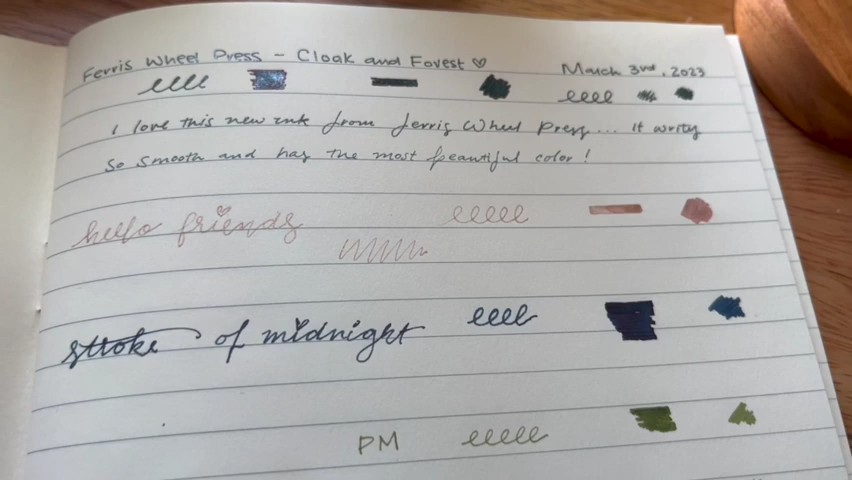 Ferris Wheel Press - Cloak and Forest ♡
March 3rd, 2023
I love this new ink from Ferris Wheel Press... it writes
so smooth and has the most beautiful color!
hello friends
stroke of midnight
PM